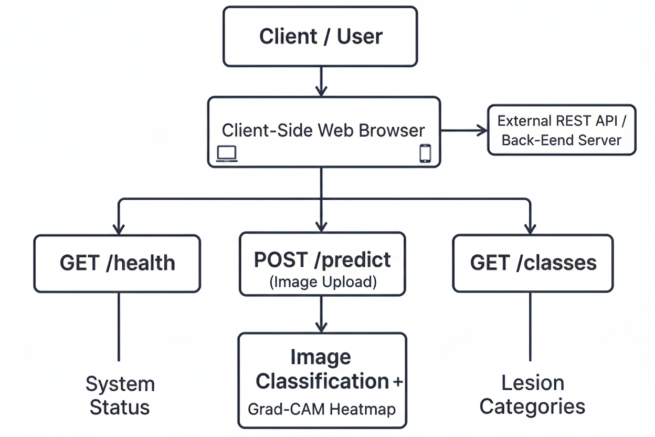 Client / User
Client-Side Web Browser
External REST API /
Back-Eend Server
GET /health
POST /predict
(Image Upload)
GET /classes
Image
Classification +
Grad-CAM Heatmap
System
Status
Lesion
Categories